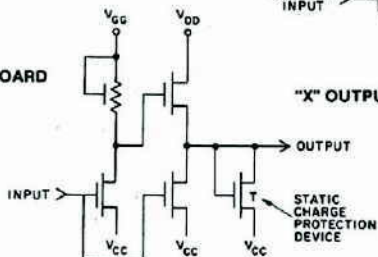 INPUT
VGG
VDD
OARD
"X" OUTPU
OUTPUT
INPUT
T
STATIC
CHARGE
PROTECTION
DEVICE
VCC
VCC
VCC